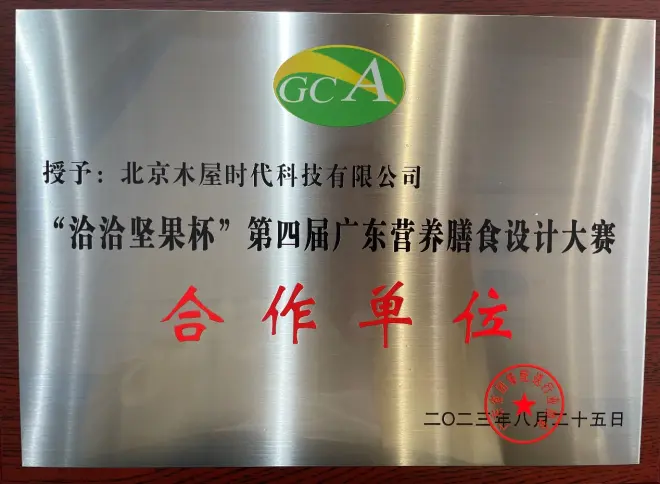 GCA
授予：北京木屋时代科技有限公司
“洽洽坚果杯”第四届广东营养膳食设计大赛
合作单位
二〇二三年八月二十五日